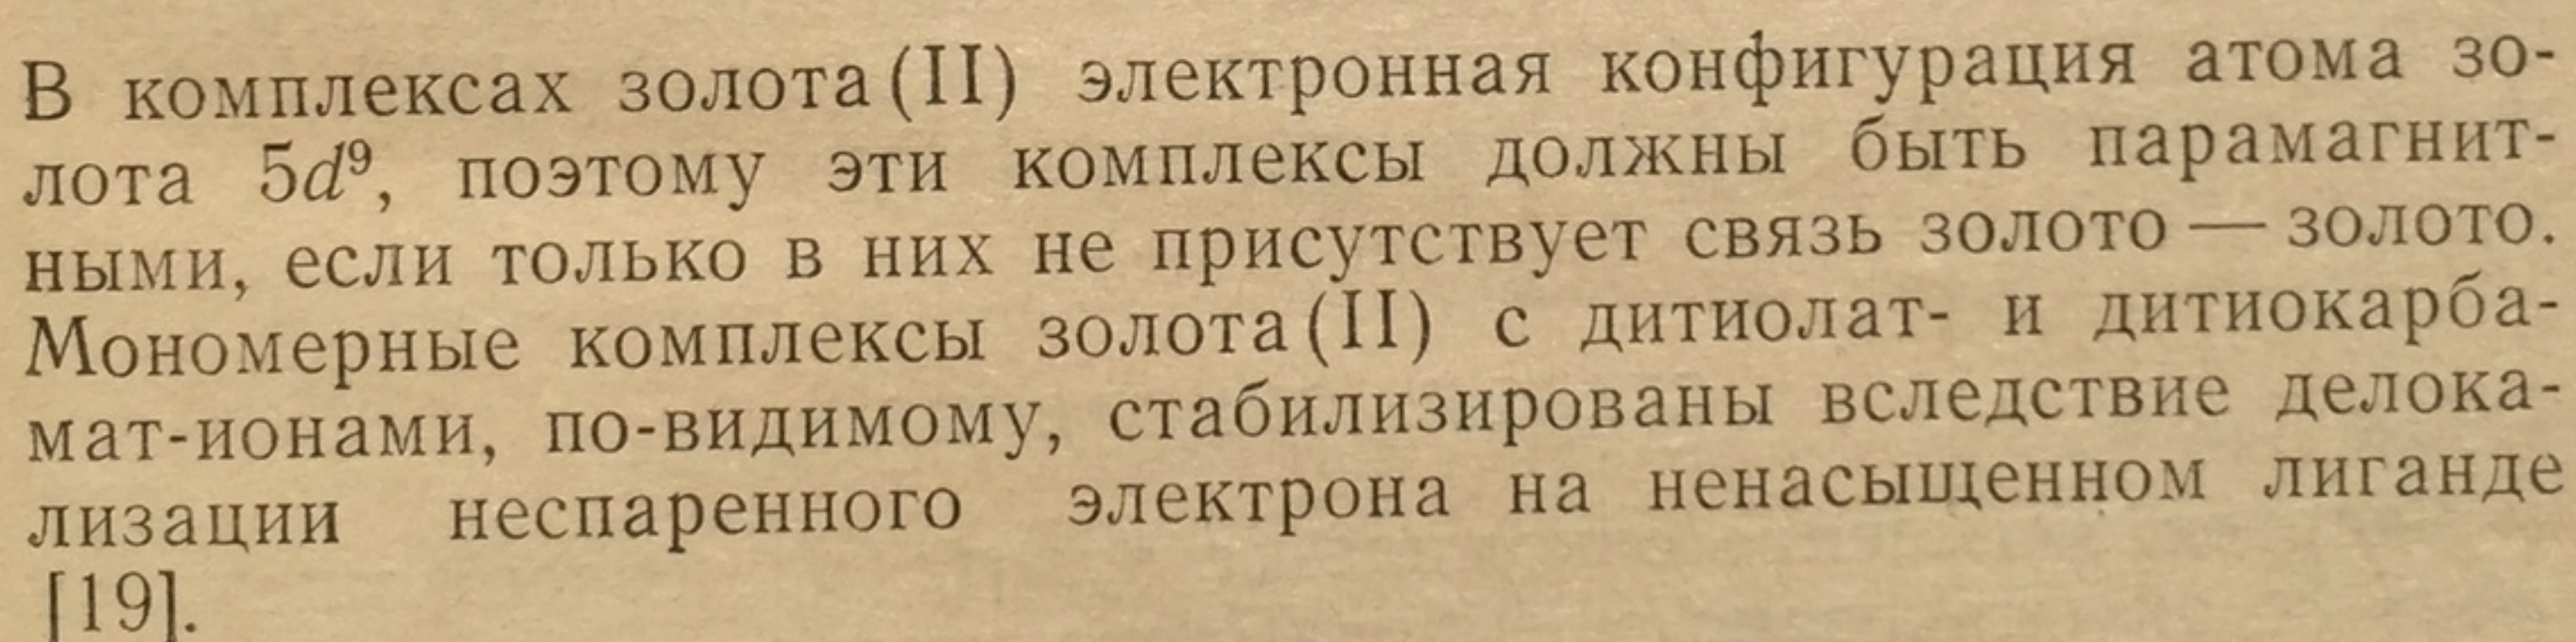 В комплексах золота(II) электронная конфигурация атома зо-
лота 5d⁹, поэтому эти комплексы должны быть парамагнит-
ными, если только в них не присутствует связь золото — золото.
Мономерные комплексы золота(II) с дитиолат- и дитиокарба-
мат-ионами, по-видимому, стабилизированы вследствие делока-
лизации неспаренного электрона на ненасыщенном лиганде
[19].